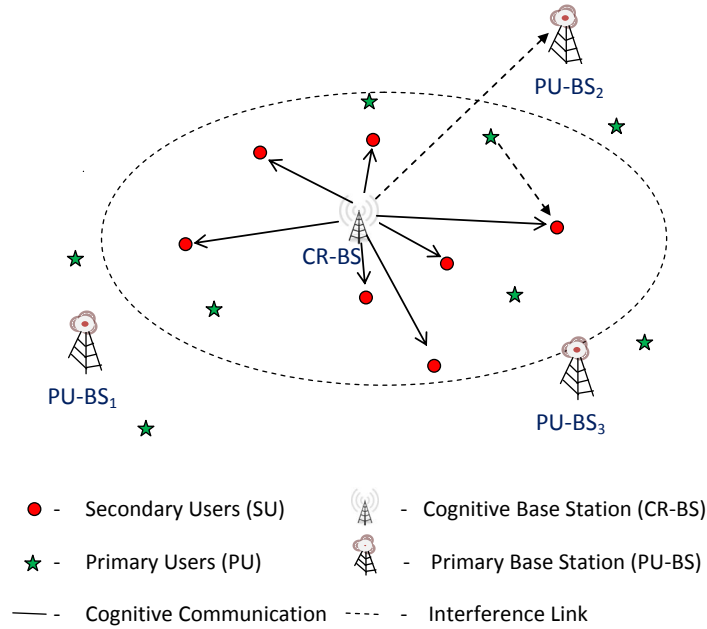 PU-BS₂
CR-BS
PU-BS₁
PU-BS₃
- Secondary Users (SU) - Cognitive Base Station (CR-BS)
- Primary Users (PU) - Primary Base Station (PU-BS)
- Cognitive Communication - Interference Link